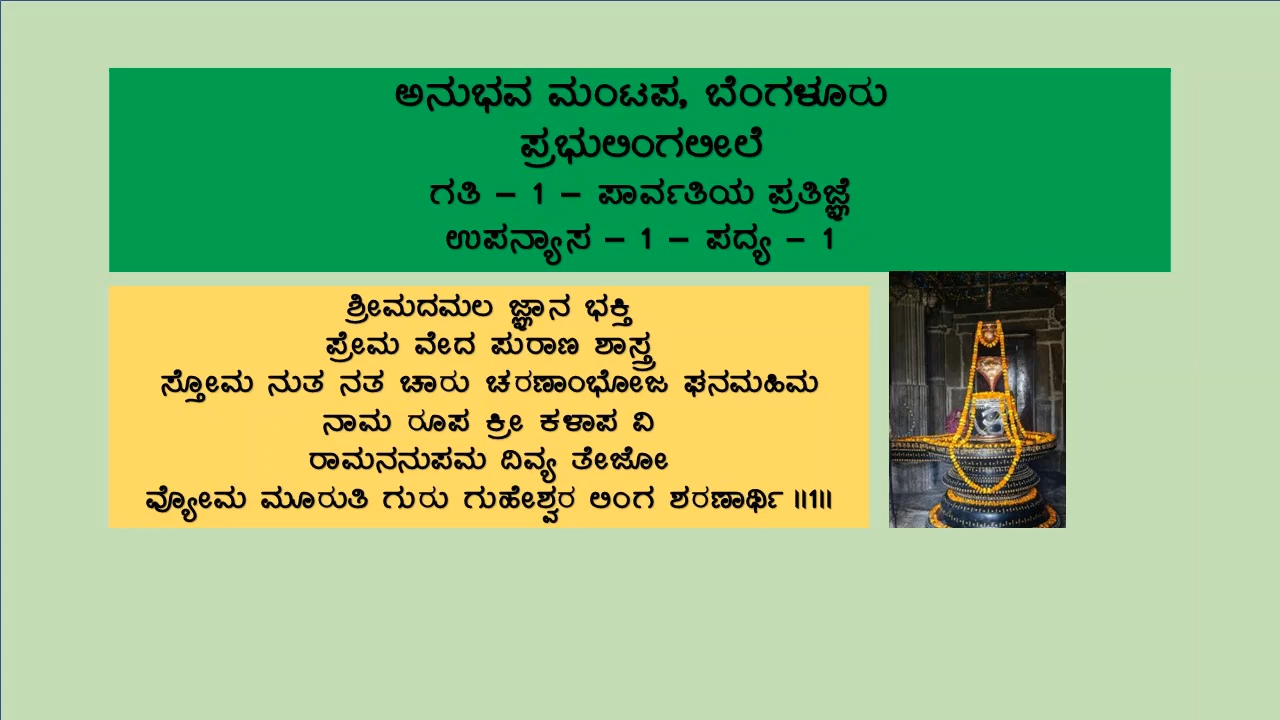 ಅನುಭವ ಮಂಟಪ, ಬೆಂಗಳೂರು
ಪ್ರಭುಲಿಂಗಲೀಲೆ
ಗತಿ – 1 – ಪಾರ್ವತಿಯ ಪ್ರತಿಜ್ಞೆ
ಉಪನ್ಯಾಸ – 1 – ಪದ್ಯ – 1
ಶ್ರೀಮದಮಲ ಜ್ಞಾನ ಭಕ್ತಿ
ಪ್ರೇಮ ವೇದ ಪುರಾಣ ಶಾಸ್ತ್ರ
ಸ್ತೋಮ ನುತ ನತ ಚಾರು ಚರಣಾಂಭೋಜ ಘನಮಹಿಮ
ನಾಮ ರೂಪ ಕ್ರೀ ಕಳಾಪ ವಿ
ರಾಮನನುಪಮ ದಿವ್ಯ ತೇಜೋ
ವ್ಯೋಮ ಮೂರುತಿ ಗುರು ಗುಹೇಶ್ವರ ಲಿಂಗ ಶರಣಾರ್ಥಿ ॥1॥